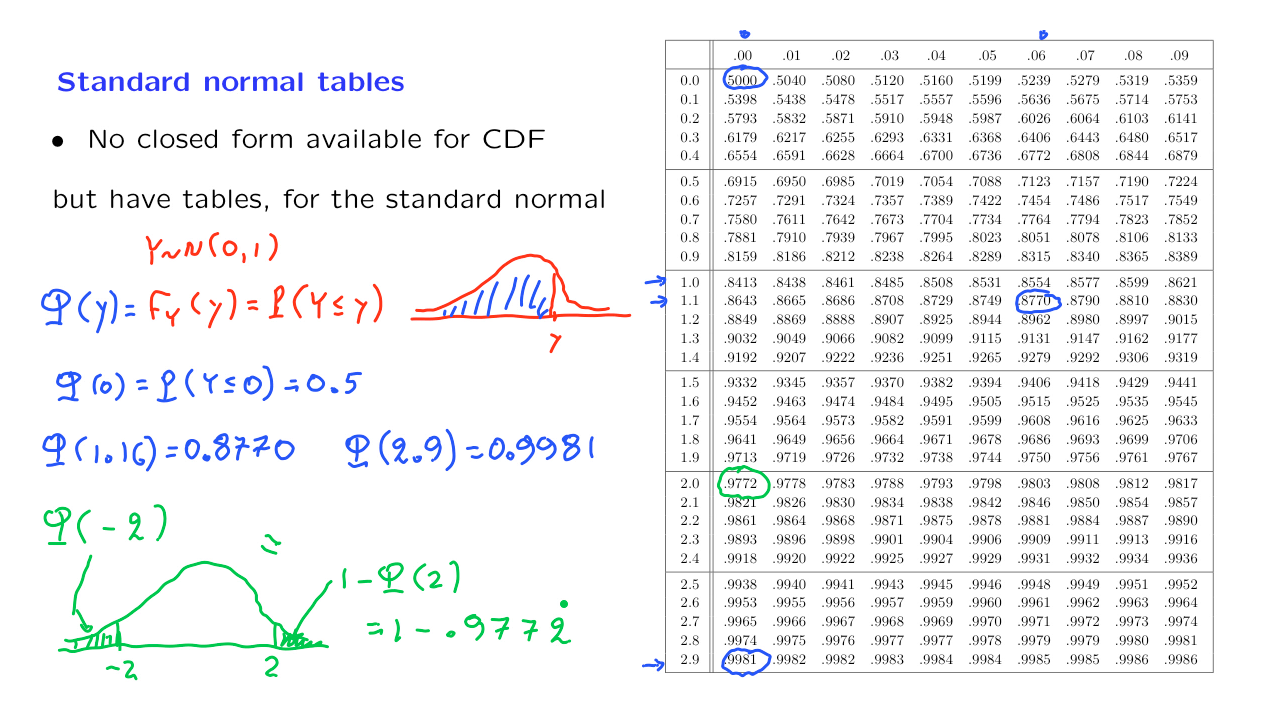 Standard normal tables
• No closed form available for CDF
but have tables, for the standard normal
Y~N(0,1)
Φ(y)=F_Y(y)=P(Y≤y)
y
Φ(0)=P(Y≤0)=0.5
Φ(1.16)=0.8770 Φ(2.9)=0.9981
Φ(-2)
=
1-Φ(2)
=1-.9772
-2 2
.00 .01 .02 .03 .04 .05 .06 .07 .08 .09
0.0 .5000 .5040 .5080 .5120 .5160 .5199 .5239 .5279 .5319 .5359
0.1 .5398 .5438 .5478 .5517 .5557 .5596 .5636 .5675 .5714 .5753
0.2 .5793 .5832 .5871 .5910 .5948 .5987 .6026 .6064 .6103 .6141
0.3 .6179 .6217 .6255 .6293 .6331 .6368 .6406 .6443 .6480 .6517
0.4 .6554 .6591 .6628 .6664 .6700 .6736 .6772 .6808 .6844 .6879
0.5 .6915 .6950 .6985 .7019 .7054 .7088 .7123 .7157 .7190 .7224
0.6 .7257 .7291 .7324 .7357 .7389 .7422 .7454 .7486 .7517 .7549
0.7 .7580 .7611 .7642 .7673 .7704 .7734 .7764 .7794 .7823 .7852
0.8 .7881 .7910 .7939 .7967 .7995 .8023 .8051 .8078 .8106 .8133
0.9 .8159 .8186 .8212 .8238 .8264 .8289 .8315 .8340 .8365 .8389
1.0 .8413 .8438 .8461 .8485 .8508 .8531 .8554 .8577 .8599 .8621
1.1 .8643 .8665 .8686 .8708 .8729 .8749 .8770 .8790 .8810 .8830
1.2 .8849 .8869 .8888 .8907 .8925 .8944 .8962 .8980 .8997 .9015
1.3 .9032 .9049 .9066 .9082 .9099 .9115 .9131 .9147 .9162 .9177
1.4 .9192 .9207 .9222 .9236 .9251 .9265 .9279 .9292 .9306 .9319
1.5 .9332 .9345 .9357 .9370 .9382 .9394 .9406 .9418 .9429 .9441
1.6 .9452 .9463 .9474 .9484 .9495 .9505 .9515 .9525 .9535 .9545
1.7 .9554 .9564 .9573 .9582 .9591 .9599 .9608 .9616 .9625 .9633
1.8 .9641 .9649 .9656 .9664 .9671 .9678 .9686 .9693 .9699 .9706
1.9 .9713 .9719 .9726 .9732 .9738 .9744 .9750 .9756 .9761 .9767
2.0 .9772 .9778 .9783 .9788 .9793 .9798 .9803 .9808 .9812 .9817
2.1 .9821 .9826 .9830 .9834 .9838 .9842 .9846 .9850 .9854 .9857
2.2 .9861 .9864 .9868 .9871 .9875 .9878 .9881 .9884 .9887 .9890
2.3 .9893 .9896 .9898 .9901 .9904 .9906 .9909 .9911 .9913 .9916
2.4 .9918 .9920 .9922 .9925 .9927 .9929 .9931 .9932 .9934 .9936
2.5 .9938 .9940 .9941 .9943 .9945 .9946 .9948 .9949 .9951 .9952
2.6 .9953 .9955 .9956 .9957 .9959 .9960 .9961 .9962 .9963 .9964
2.7 .9965 .9966 .9967 .9968 .9969 .9970 .9971 .9972 .9973 .9974
2.8 .9974 .9975 .9976 .9977 .9977 .9978 .9979 .9979 .9980 .9981
2.9 .9981 .9982 .9982 .9983 .9984 .9984 .9985 .9985 .9986 .9986